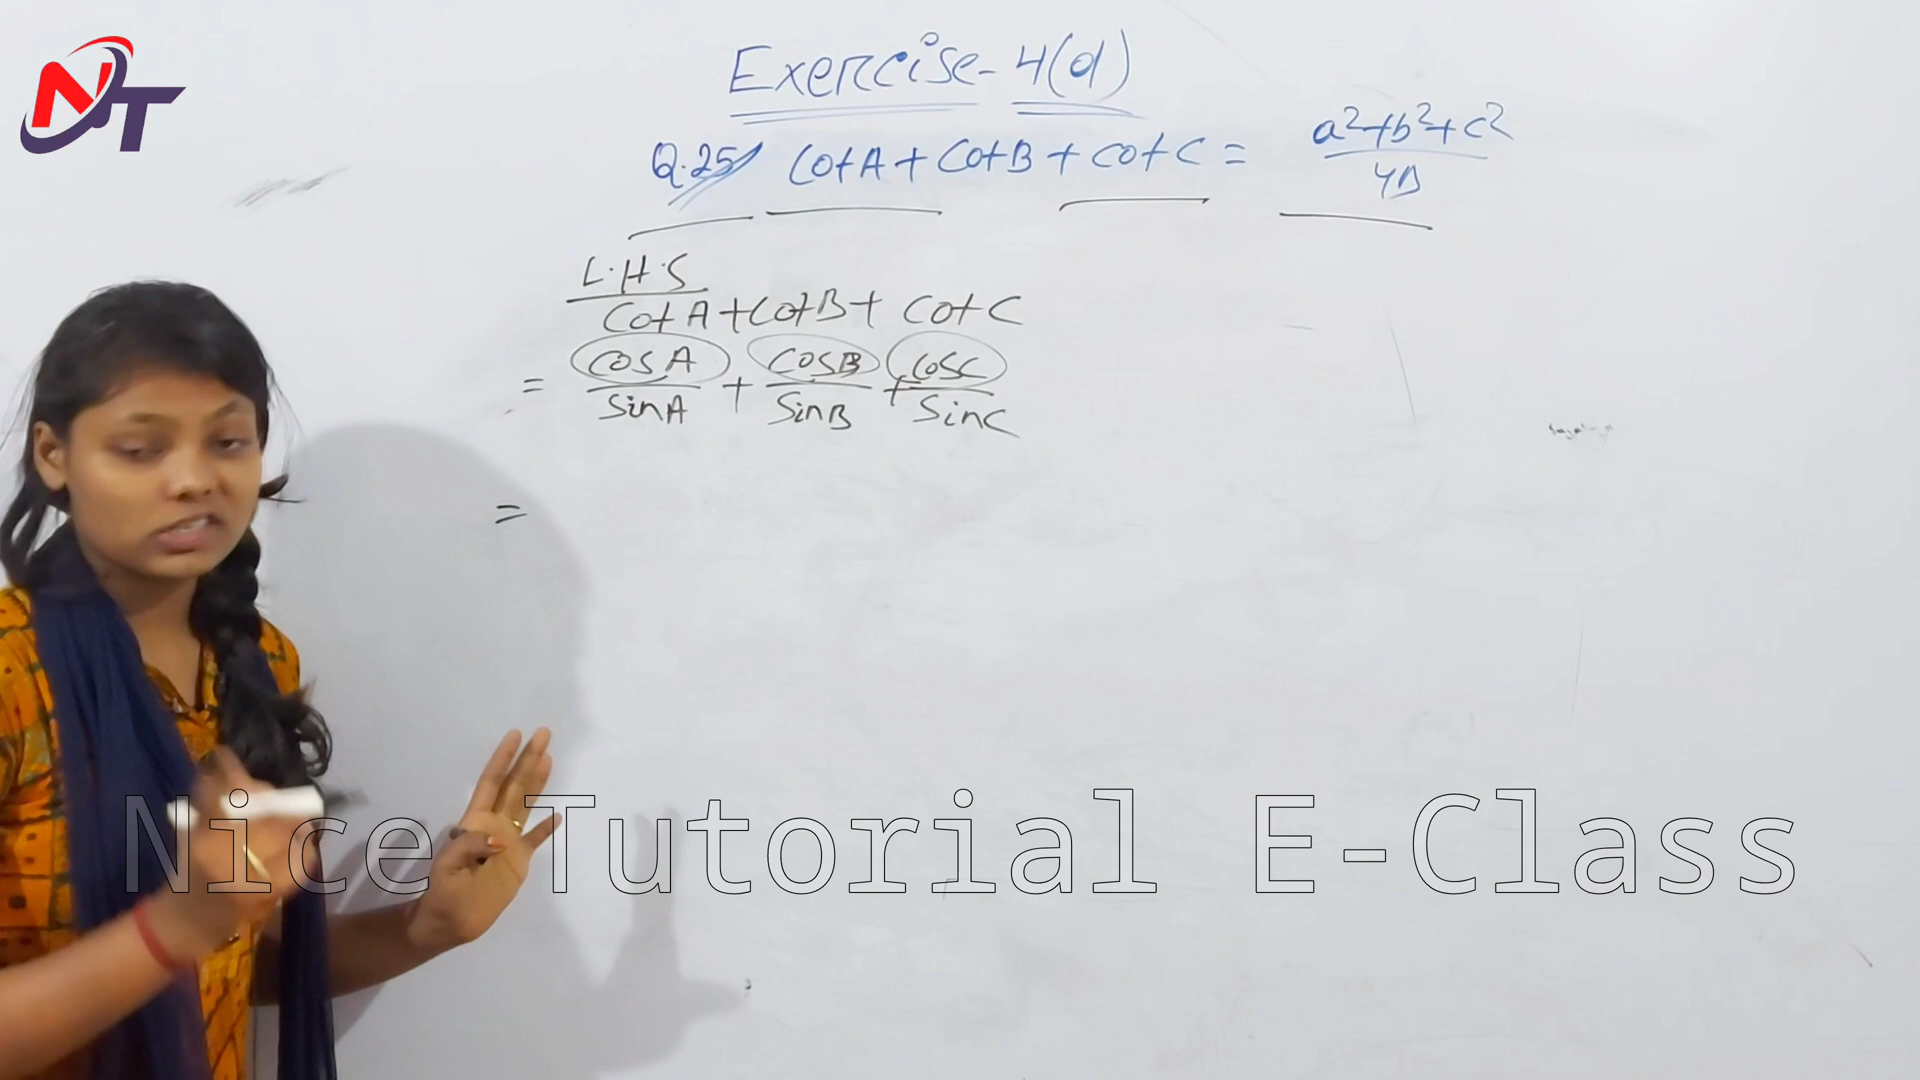 NT
Exercise-4(d)
Q.25 CotA + CotB + cotC = a²+b²+c² / 4Δ
L.H.S
CotA + CotB + CotC
= cosA / SinA + cosB / SinB + cosC / SinC
=
Nice Tutorial E-Class